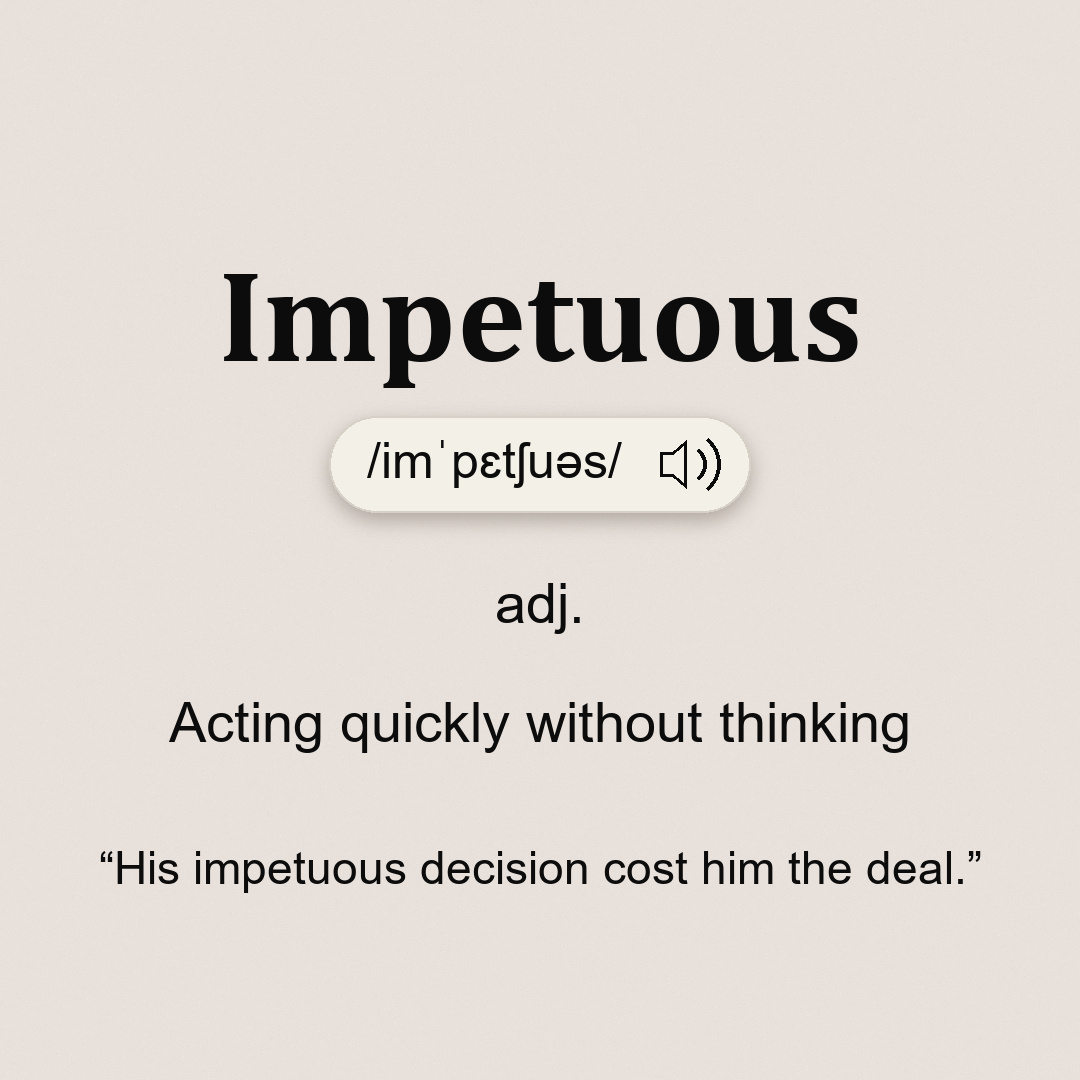 Impetuous
/imˈpɛtʃuəs/
adj.
Acting quickly without thinking
“His impetuous decision cost him the deal.”